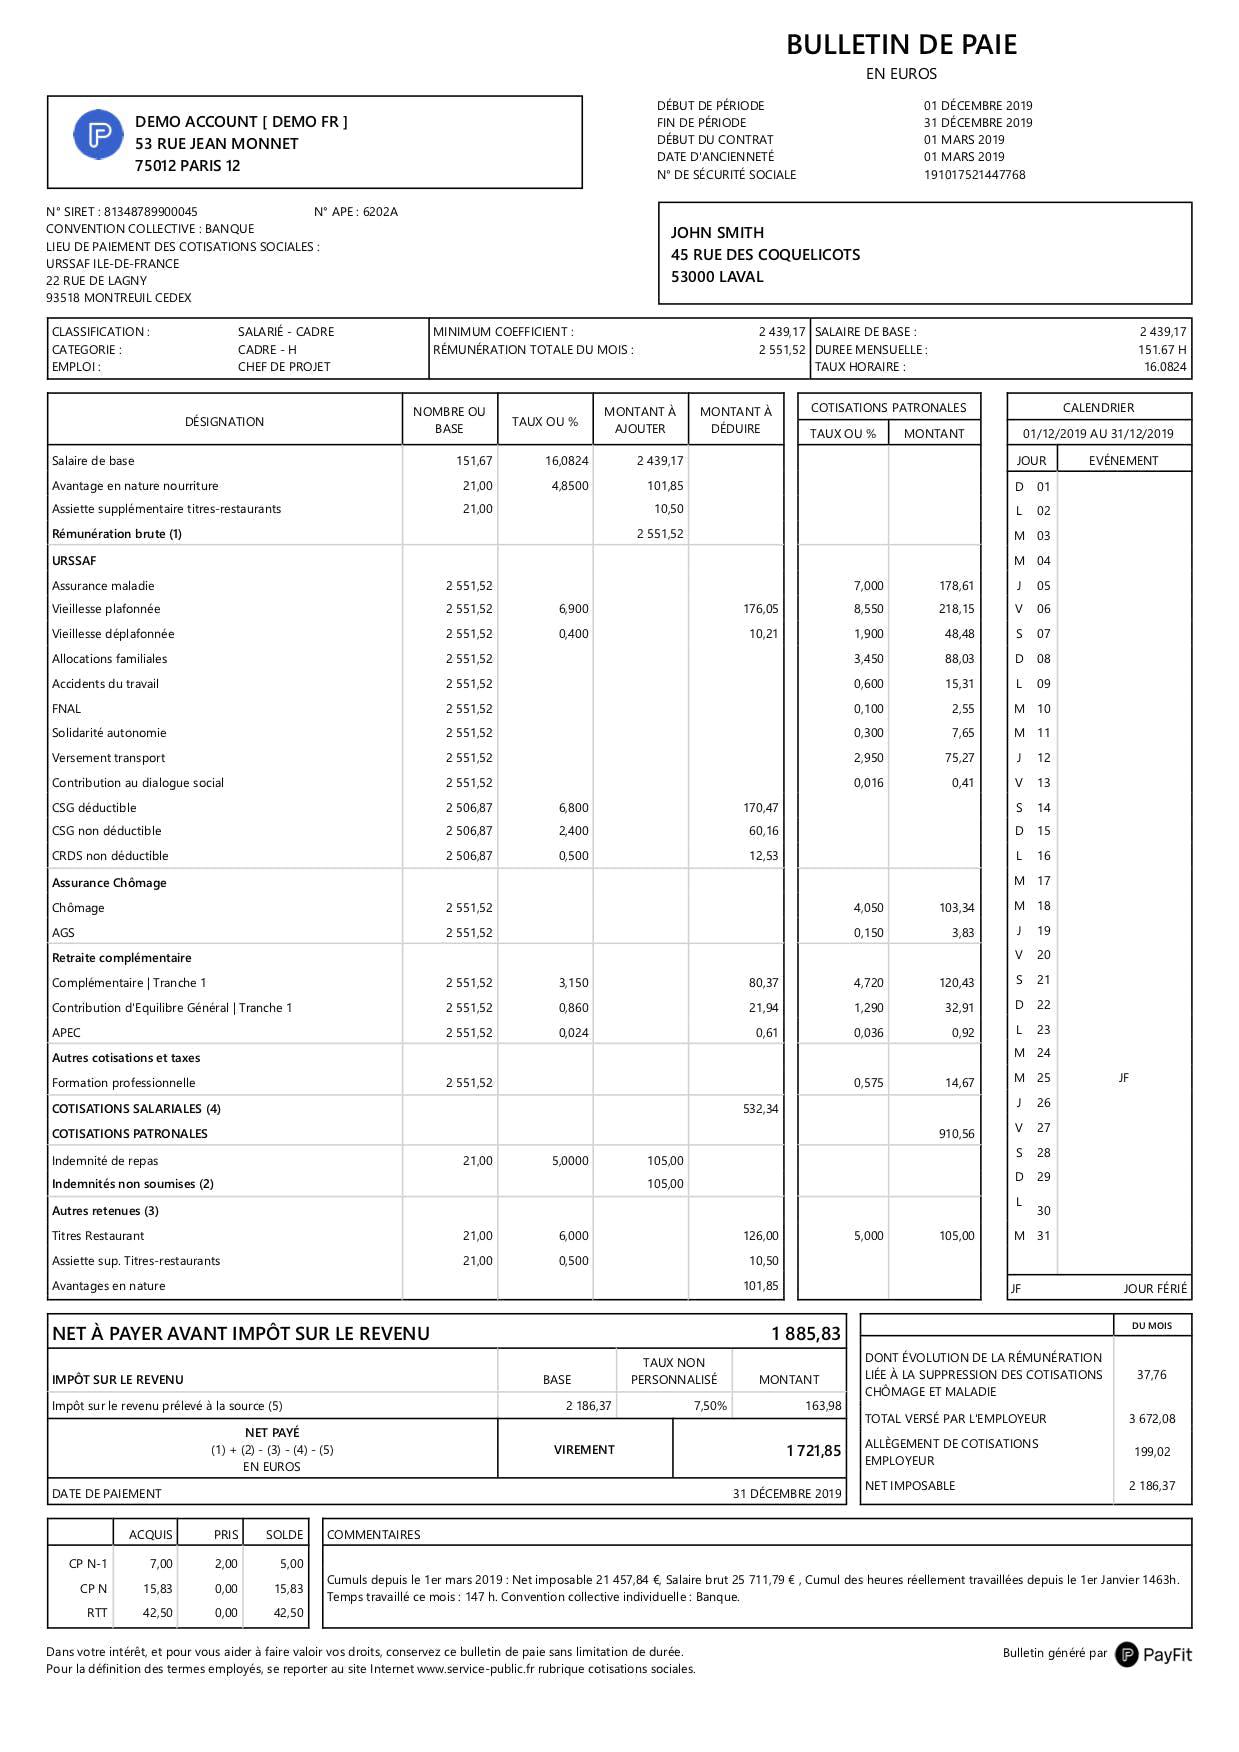 BULLETIN DE PAIE
EN EUROS
DEMO ACCOUNT [ DEMO FR ]
53 RUE JEAN MONNET
75012 PARIS 12
DÉBUT DE PÉRIODE 01 DÉCEMBRE 2019
FIN DE PÉRIODE 31 DÉCEMBRE 2019
DÉBUT DU CONTRAT 01 MARS 2019
DATE D'ANCIENNETÉ 01 MARS 2019
N° DE SÉCURITÉ SOCIALE 191017521447768
N° SIRET : 81348789900045 N° APE : 6202A
CONVENTION COLLECTIVE : BANQUE
LIEU DE PAIEMENT DES COTISATIONS SOCIALES :
URSSAF ILE-DE-FRANCE
22 RUE DE LAGNY
93518 MONTREUIL CEDEX
JOHN SMITH
45 RUE DES COQUELICOTS
53000 LAVAL
CLASSIFICATION : SALARIÉ - CADRE
CATEGORIE : CADRE - H
EMPLOI : CHEF DE PROJET
MINIMUM COEFFICIENT : 2 439,17
RÉMUNÉRATION TOTALE DU MOIS : 2 551,52
SALAIRE DE BASE : 2 439,17
DUREE MENSUELLE : 151.67 H
TAUX HORAIRE : 16.0824
DÉSIGNATION NOMBRE OU BASE TAUX OU % MONTANT À AJOUTER MONTANT À DÉDUIRE
COTISATIONS PATRONALES
TAUX OU % MONTANT
Salaire de base 151,67 16,0824 2 439,17
Avantage en nature nourriture 21,00 4,8500 101,85
Assiette supplémentaire titres-restaurants 21,00 10,50
Rémunération brute (1) 2 551,52
URSSAF
Assurance maladie 2 551,52 7,000 178,61
Vieillesse plafonnée 2 551,52 6,900 176,05 8,550 218,15
Vieillesse déplafonnée 2 551,52 0,400 10,21 1,900 48,48
Allocations familiales 2 551,52 3,450 88,03
Accidents du travail 2 551,52 0,600 15,31
FNAL 2 551,52 0,100 2,55
Solidarité autonomie 2 551,52 0,300 7,65
Versement transport 2 551,52 2,950 75,27
Contribution au dialogue social 2 551,52 0,016 0,41
CSG déductible 2 506,87 6,800 170,47
CSG non déductible 2 506,87 2,400 60,16
CRDS non déductible 2 506,87 0,500 12,53
Assurance Chômage
Chômage 2 551,52 4,050 103,34
AGS 2 551,52 0,150 3,83
Retraite complémentaire
Complémentaire | Tranche 1 2 551,52 3,150 80,37 4,720 120,43
Contribution d'Equilibre Général | Tranche 1 2 551,52 0,860 21,94 1,290 32,91
APEC 2 551,52 0,024 0,61 0,036 0,92
Autres cotisations et taxes
Formation professionnelle 2 551,52 0,575 14,67
COTISATIONS SALARIALES (4) 532,34
COTISATIONS PATRONALES 910,56
Indemnité de repas 21,00 5,0000 105,00
Indemnités non soumises (2) 105,00
Autres retenues (3)
Titres Restaurant 21,00 6,000 126,00 5,000 105,00
Assiette sup. Titres-restaurants 21,00 0,500 10,50
Avantages en nature 101,85
CALENDRIER
01/12/2019 AU 31/12/2019
JOUR EVÉNEMENT
D 01
L 02
M 03
M 04
J 05
V 06
S 07
D 08
L 09
M 10
M 11
J 12
V 13
S 14
D 15
L 16
M 17
M 18
J 19
V 20
S 21
D 22
L 23
M 24
M 25 JF
J 26
V 27
S 28
D 29
L 30
M 31
JF JOUR FÉRIÉ
NET À PAYER AVANT IMPÔT SUR LE REVENU 1 885,83
IMPÔT SUR LE REVENU BASE TAUX NON PERSONNALISÉ MONTANT
Impôt sur le revenu prélevé à la source (5) 2 186,37 7,50% 163,98
NET PAYÉ
(1) + (2) - (3) - (4) - (5)
EN EUROS
VIREMENT 1 721,85
DATE DE PAIEMENT 31 DÉCEMBRE 2019
DU MOIS
DONT ÉVOLUTION DE LA RÉMUNÉRATION
LIÉE À LA SUPPRESSION DES COTISATIONS 37,76
CHÔMAGE ET MALADIE
TOTAL VERSÉ PAR L'EMPLOYEUR 3 672,08
ALLÈGEMENT DE COTISATIONS
EMPLOYEUR 199,02
NET IMPOSABLE 2 186,37
ACQUIS PRIS SOLDE
CP N-1 7,00 2,00 5,00
CP N 15,83 0,00 15,83
RTT 42,50 0,00 42,50
COMMENTAIRES
Cumuls depuis le 1er mars 2019 : Net imposable 21 457,84 €, Salaire brut 25 711,79 € , Cumul des heures réellement travaillées depuis le 1er Janvier 1463h.
Temps travaillé ce mois : 147 h. Convention collective individuelle : Banque.
Dans votre intérêt, et pour vous aider à faire valoir vos droits, conservez ce bulletin de paie sans limitation de durée.
Pour la définition des termes employés, se reporter au site Internet www.service-public.fr rubrique cotisations sociales.
Bulletin généré par PayFit